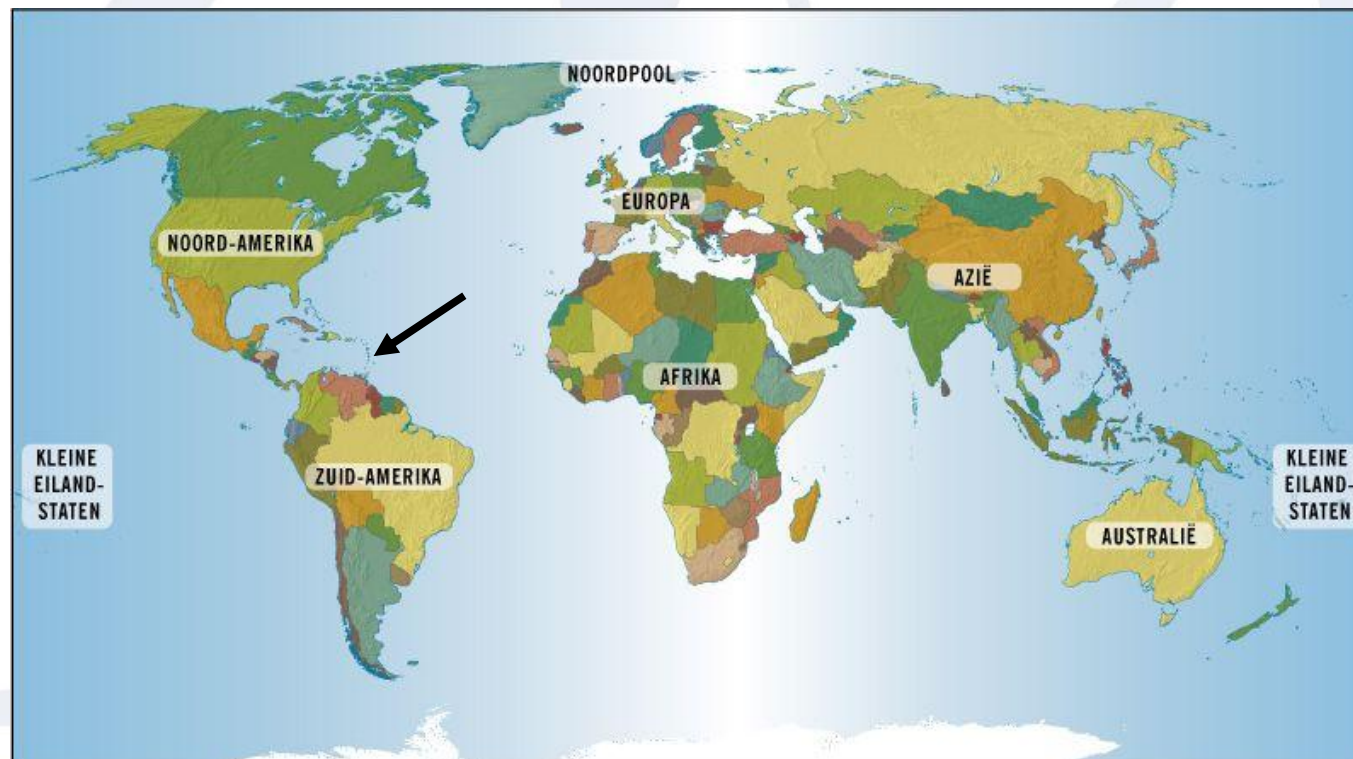 NOORDPOOL
EUROPA
NOORD-AMERIKA
AZIË
AFRIKA
KLEINE
EILAND-
STATEN
ZUID-AMERIKA
KLEINE
EILAND-
STATEN
AUSTRALIË